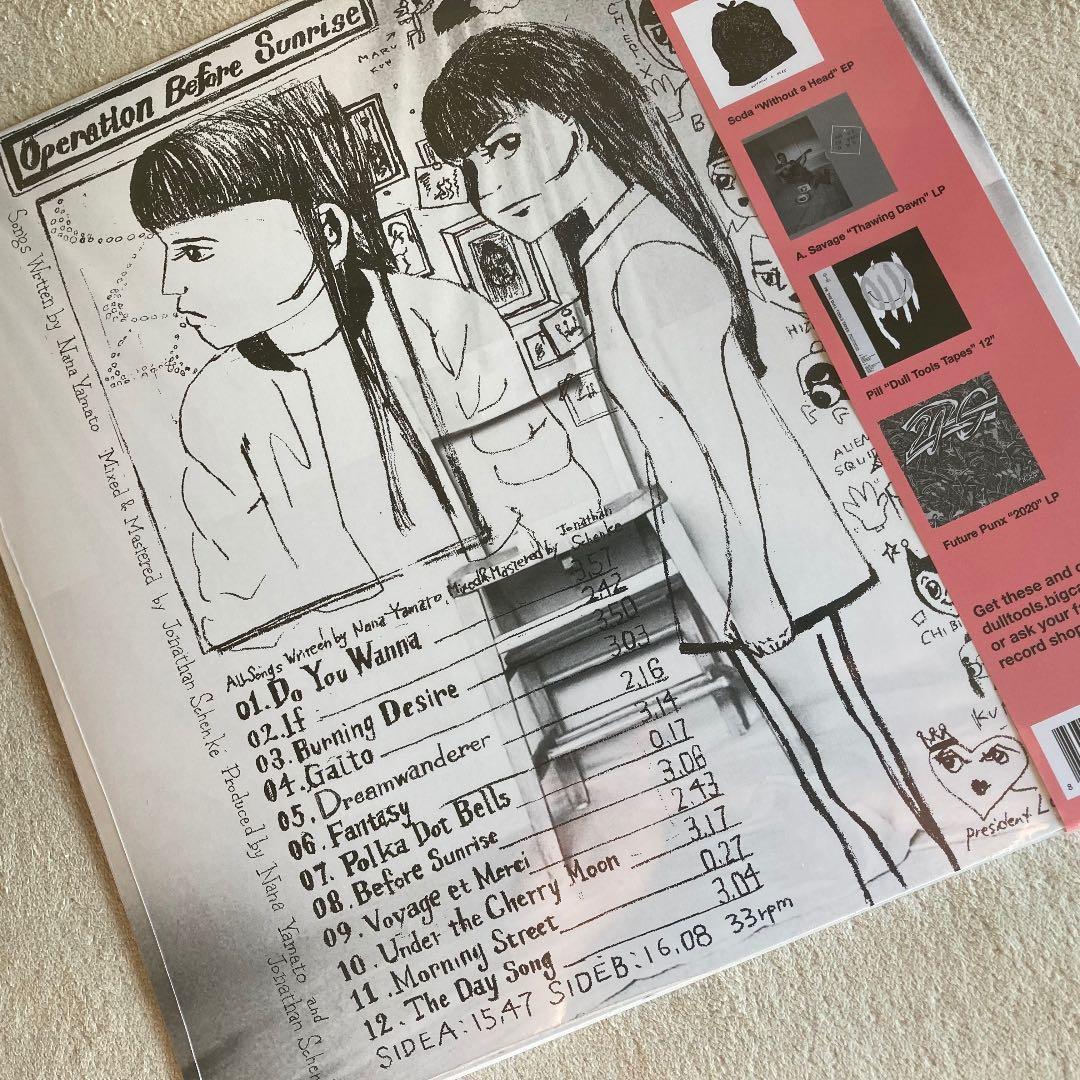 Operation Before Sunrise
Songs Written by Nana Yamato Mixed & Mastered by Jonathan Schenke Produced by Nana Yamato and
All Songs Written by Nana Yamato, Mixed & Mastered by Jonathan Shenke
01. Do You Wanna 3.57
02. If 2.42
03. Burning Desire 3.50
04. Gaito 3.03
05. Dreamwanderer 2.16
06. Fantasy 3.14
07. Polka Dot Bells 0.17
08. Before Sunrise 3.06
09. Voyage et Merci 2.43
10. Under the Cherry Moon 3.17
11. Morning Street 0.27
12. The Day Song 3.04
SIDE A: 15.47 SIDE B: 16.08 33rpm
MARU
ALIEN
CHIBI
president
Soda "Without a Head" EP
A. Savage "Thawing Dawn" LP
Pill "Dull Tools Tapes" 12"
Future Punx "2020" LP
Get these and
dulltools.bigca
or ask your
record shop
8